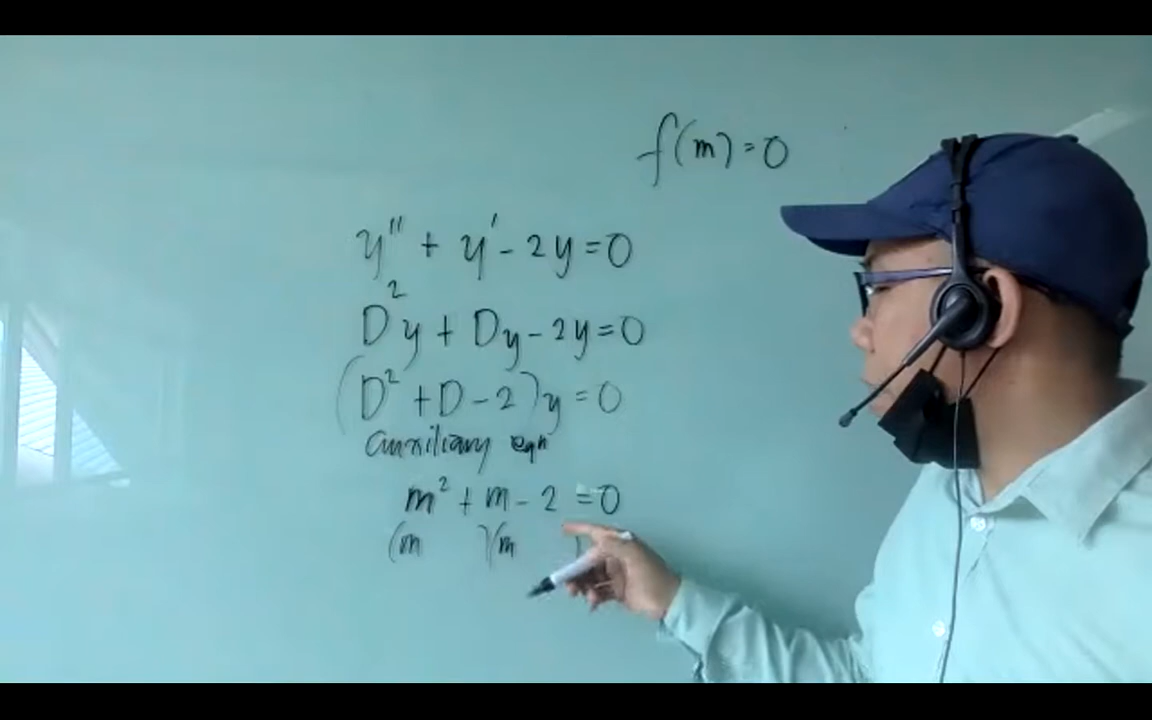 f(m) = 0
y'' + y' - 2y = 0
D²y + Dy - 2y = 0
(D² + D - 2)y = 0
auxiliary eqn
m² + m - 2 = 0
(m    )(m    )